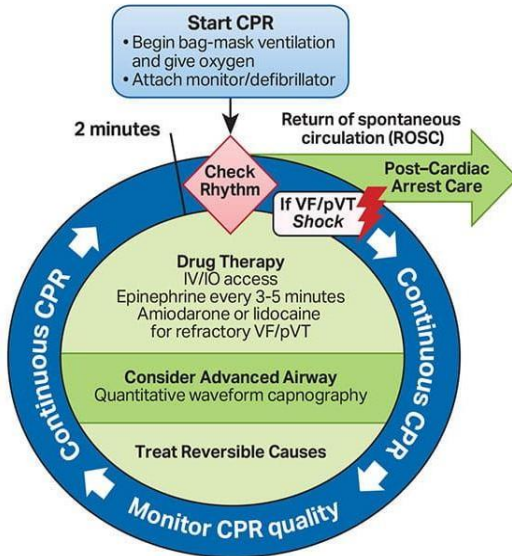 Start CPR
• Begin bag-mask ventilation
and give oxygen
• Attach monitor/defibrillator
2 minutes
Return of spontaneous
circulation (ROSC)
Check
Rhythm
Post–Cardiac
Arrest Care
If VF/pVT
Shock
Drug Therapy
IV/IO access
Epinephrine every 3-5 minutes
Amiodarone or lidocaine
for refractory VF/pVT
Consider Advanced Airway
Quantitative waveform capnography
Treat Reversible Causes
Continuous CPR
Continuous CPR
Monitor CPR quality